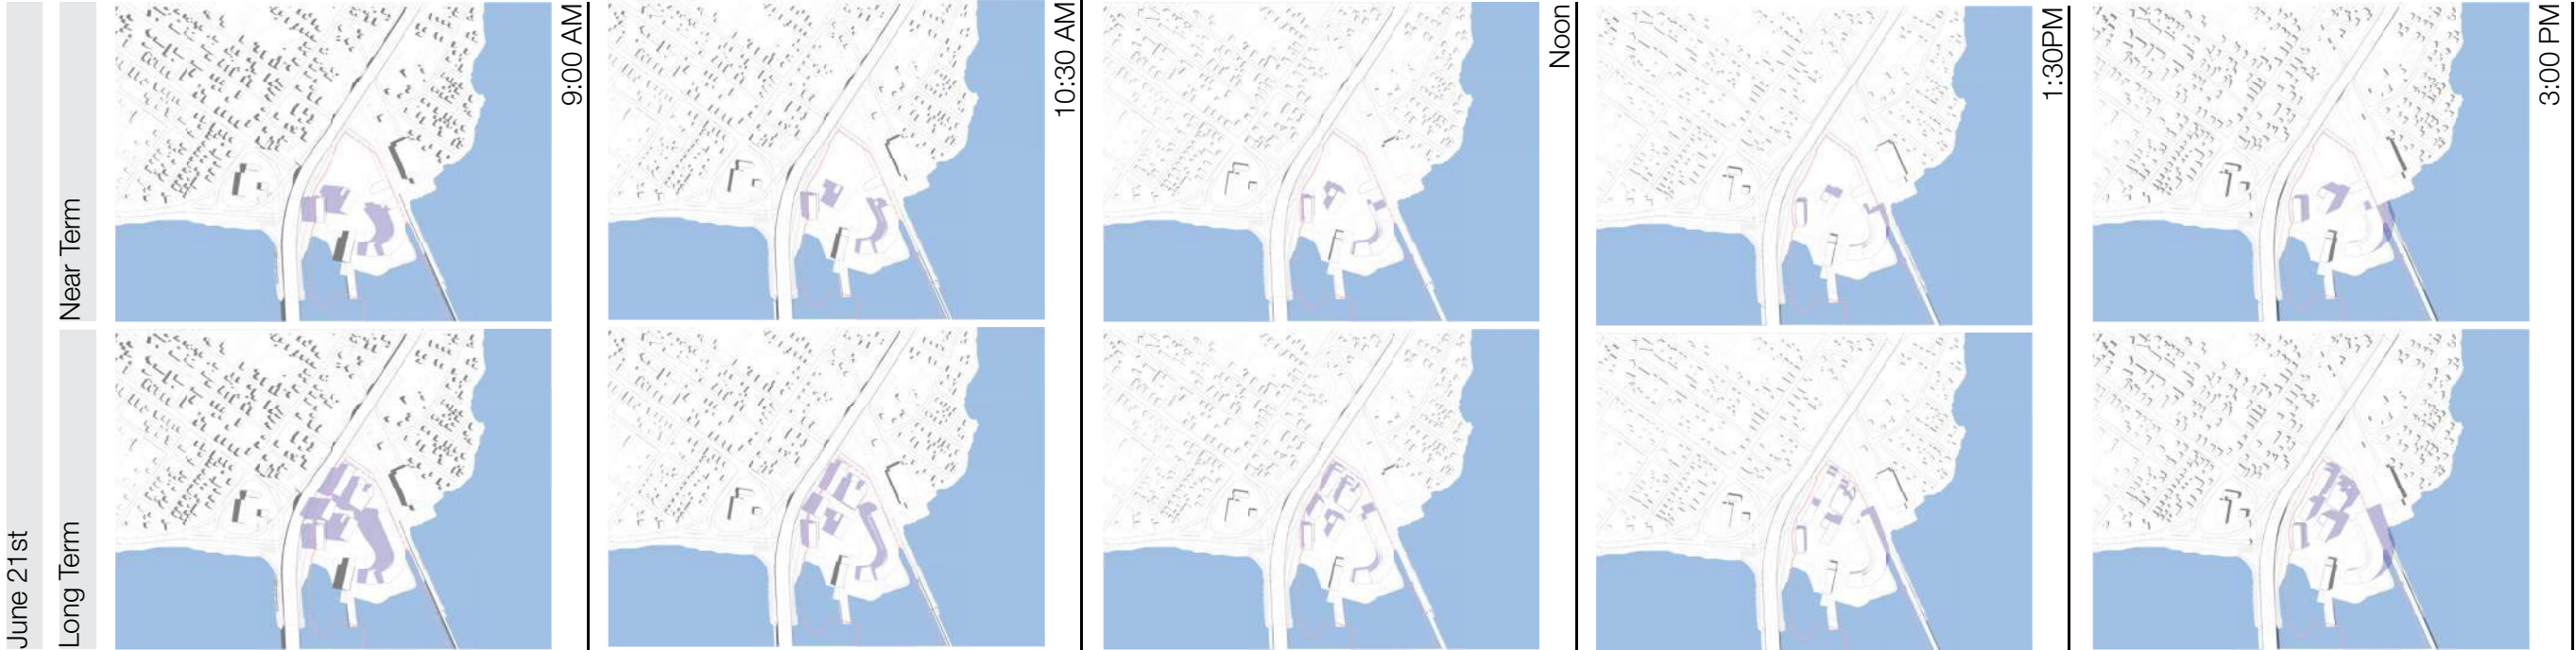 June 21st
Near Term
Long Term
9:00 AM
10:30 AM
Noon
1:30PM
3:00 PM